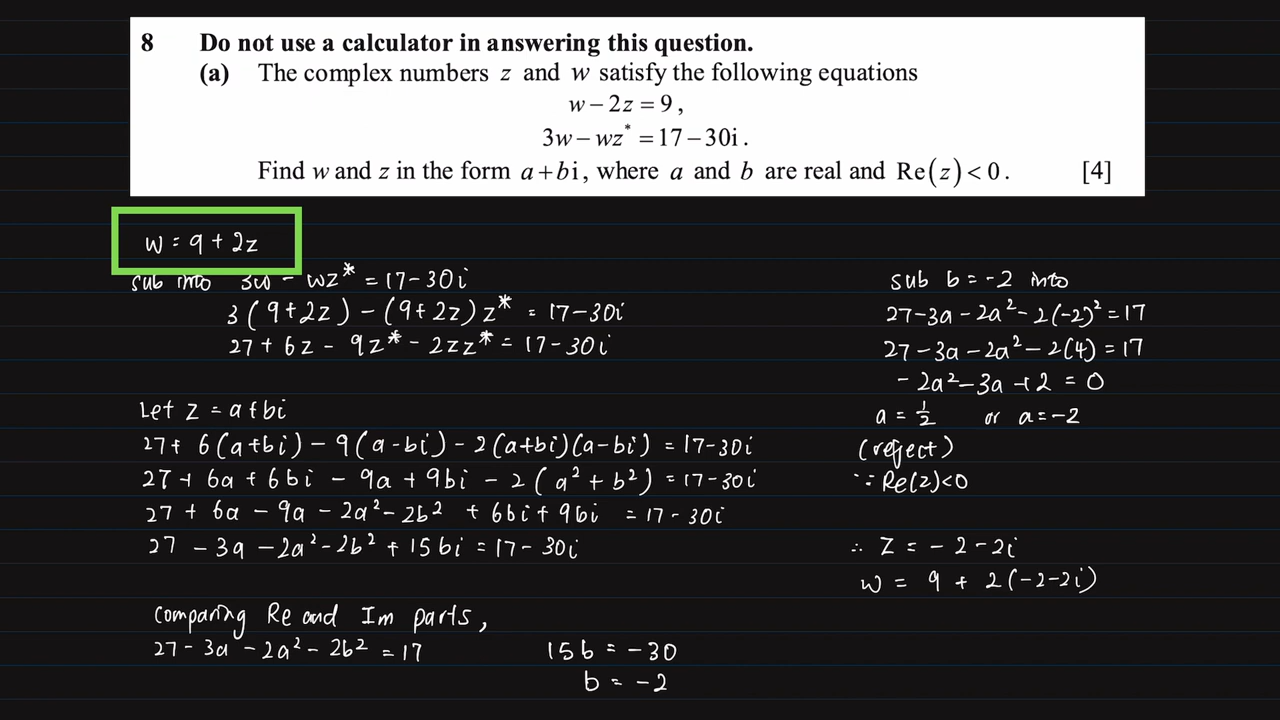 8 Do not use a calculator in answering this question.
(a) The complex numbers z and w satisfy the following equations
w − 2z = 9,
3w − wz* = 17 − 30i.
Find w and z in the form a + bi, where a and b are real and Re(z) < 0. [4]
w = 9 + 2z
sub into 3w − wz* = 17 − 30i
3(9+2z) − (9+2z)z* = 17−30i
27 + 6z − 9z* − 2zz* = 17−30i
Let z = a+bi
27 + 6(a+bi) − 9(a−bi) − 2(a+bi)(a−bi) = 17−30i
27 + 6a + 6bi − 9a + 9bi − 2(a² + b²) = 17−30i
27 + 6a − 9a − 2a² − 2b² + 6bi + 9bi = 17 − 30i
27 − 3a − 2a² − 2b² + 15bi = 17 − 30i
Comparing Re and Im parts,
27 − 3a − 2a² − 2b² = 17
15b = −30
b = −2
sub b = −2 into
27−3a − 2a² − 2(−2)² = 17
27 − 3a − 2a² − 2(4) = 17
− 2a² − 3a + 2 = 0
a = ½ or a = −2
(reject)
∵ Re(z)<0
∴ z = − 2 − 2i
w = 9 + 2(−2−2i)